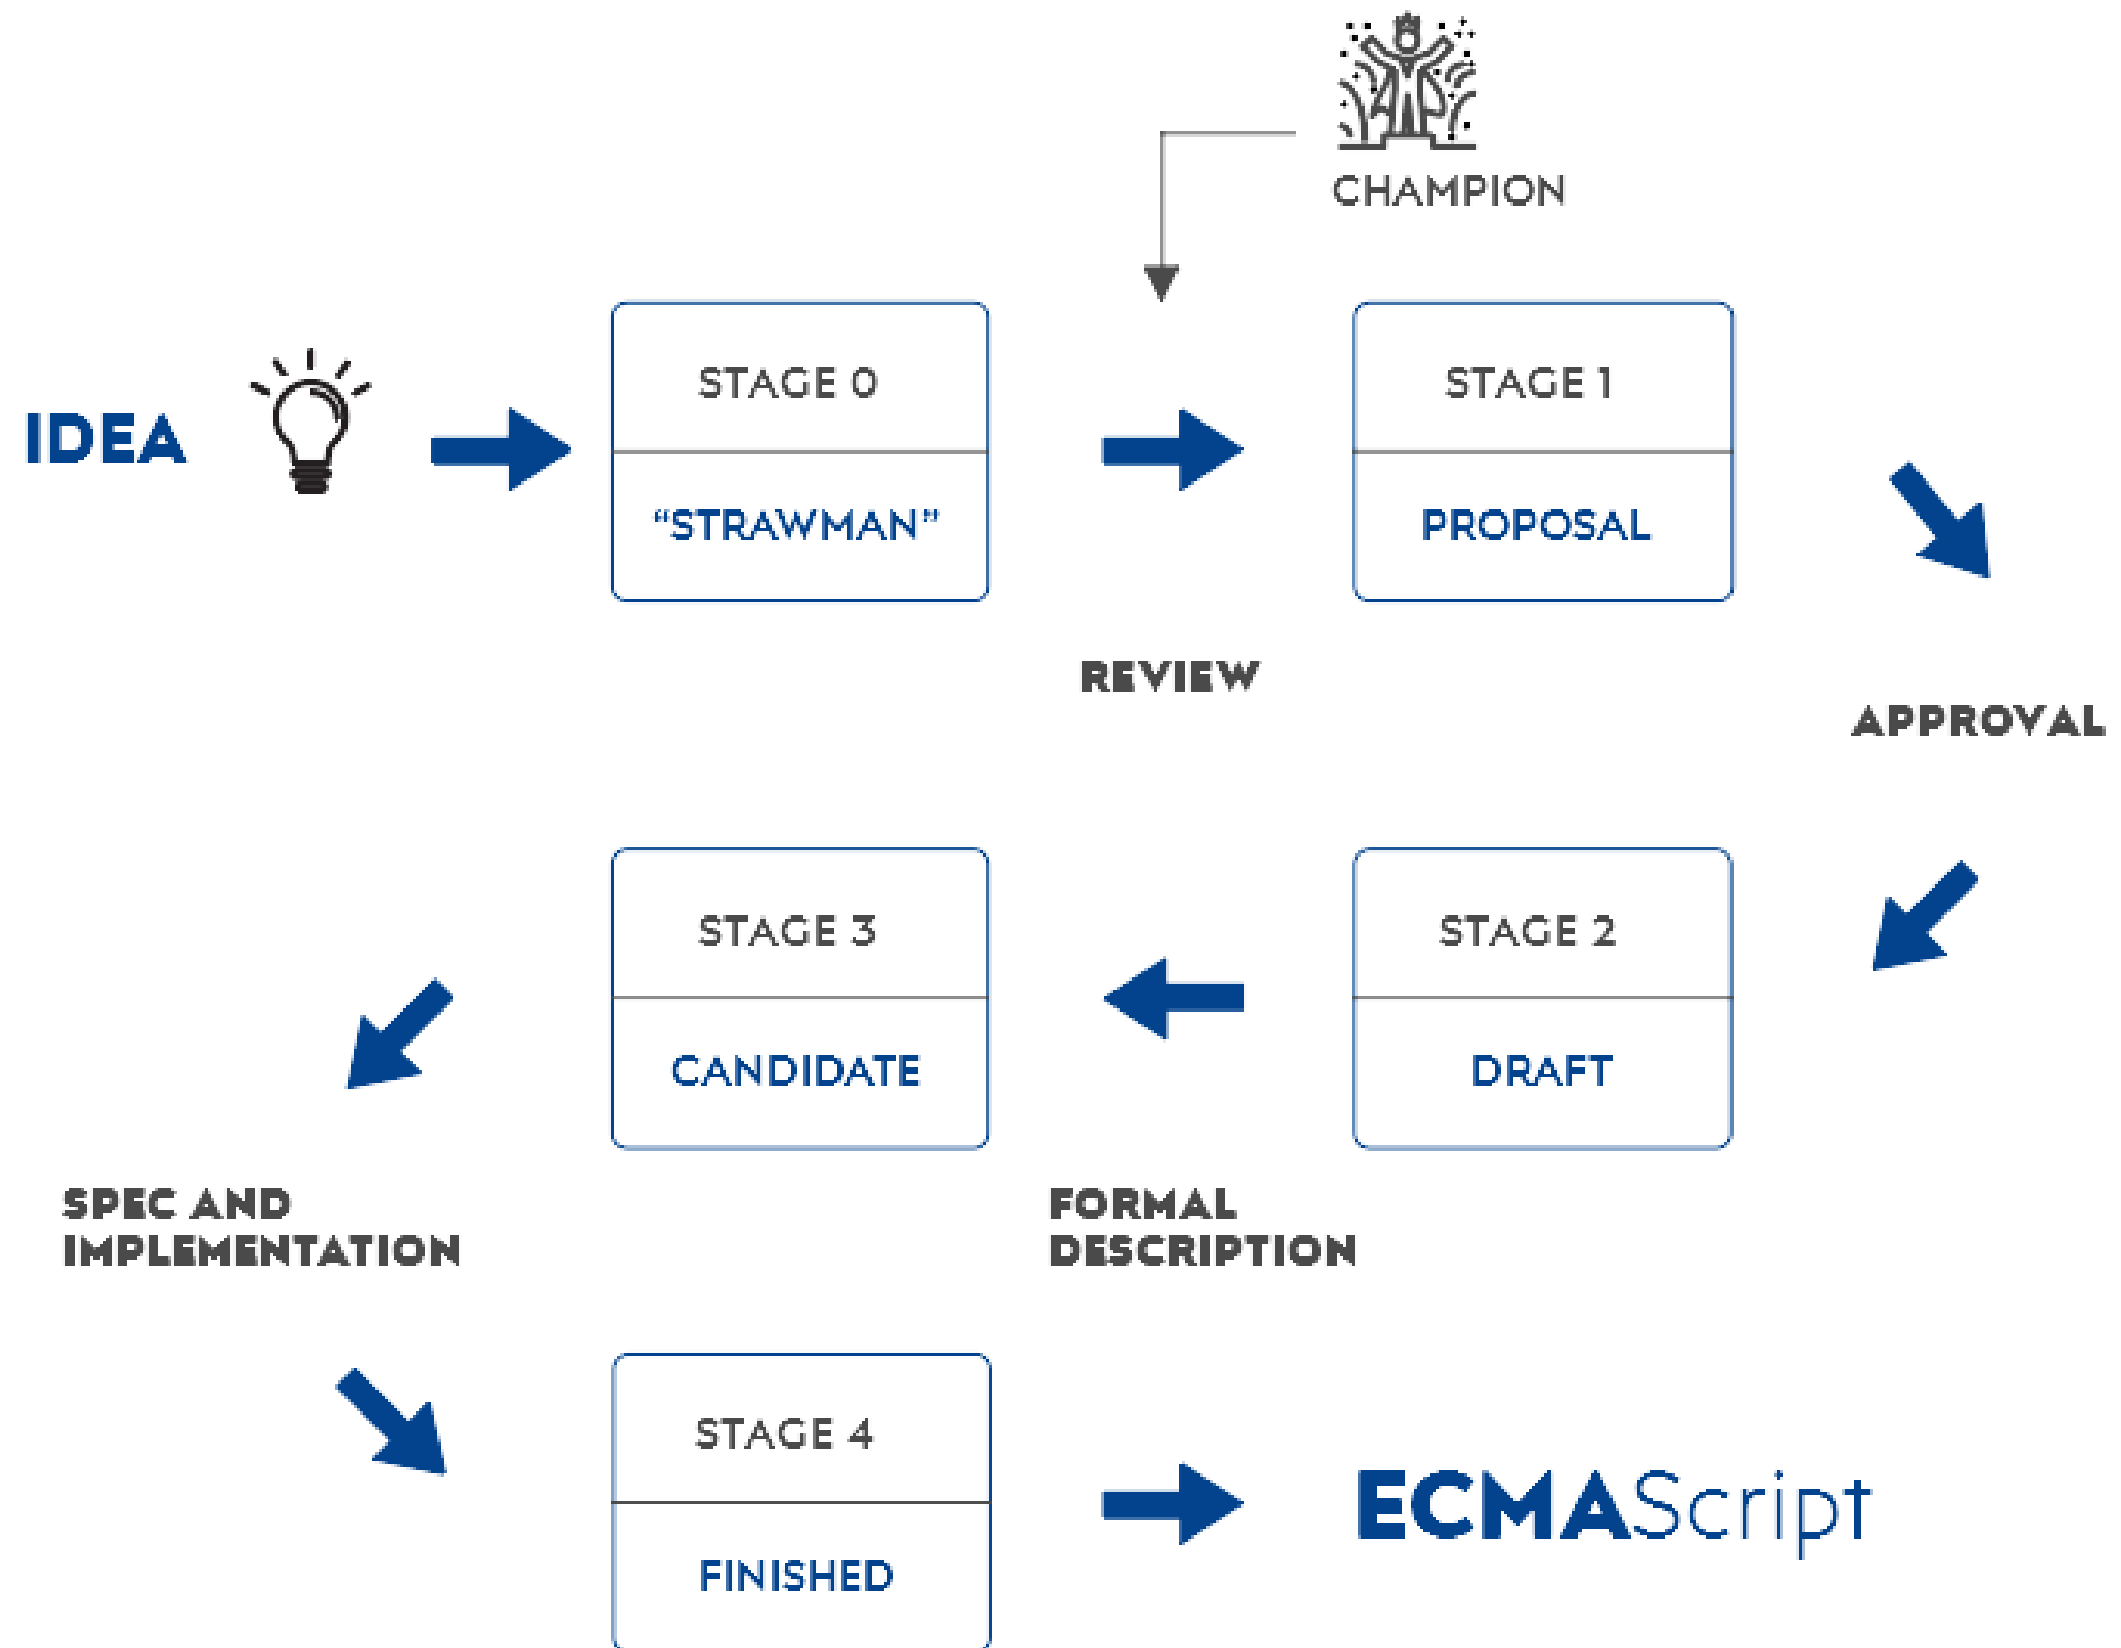 CHAMPION
IDEA
STAGE 0
“STRAWMAN”
STAGE 1
PROPOSAL
REVIEW
APPROVAL
STAGE 2
DRAFT
FORMAL
DESCRIPTION
STAGE 3
CANDIDATE
SPEC AND
IMPLEMENTATION
STAGE 4
FINISHED
ECMAScript